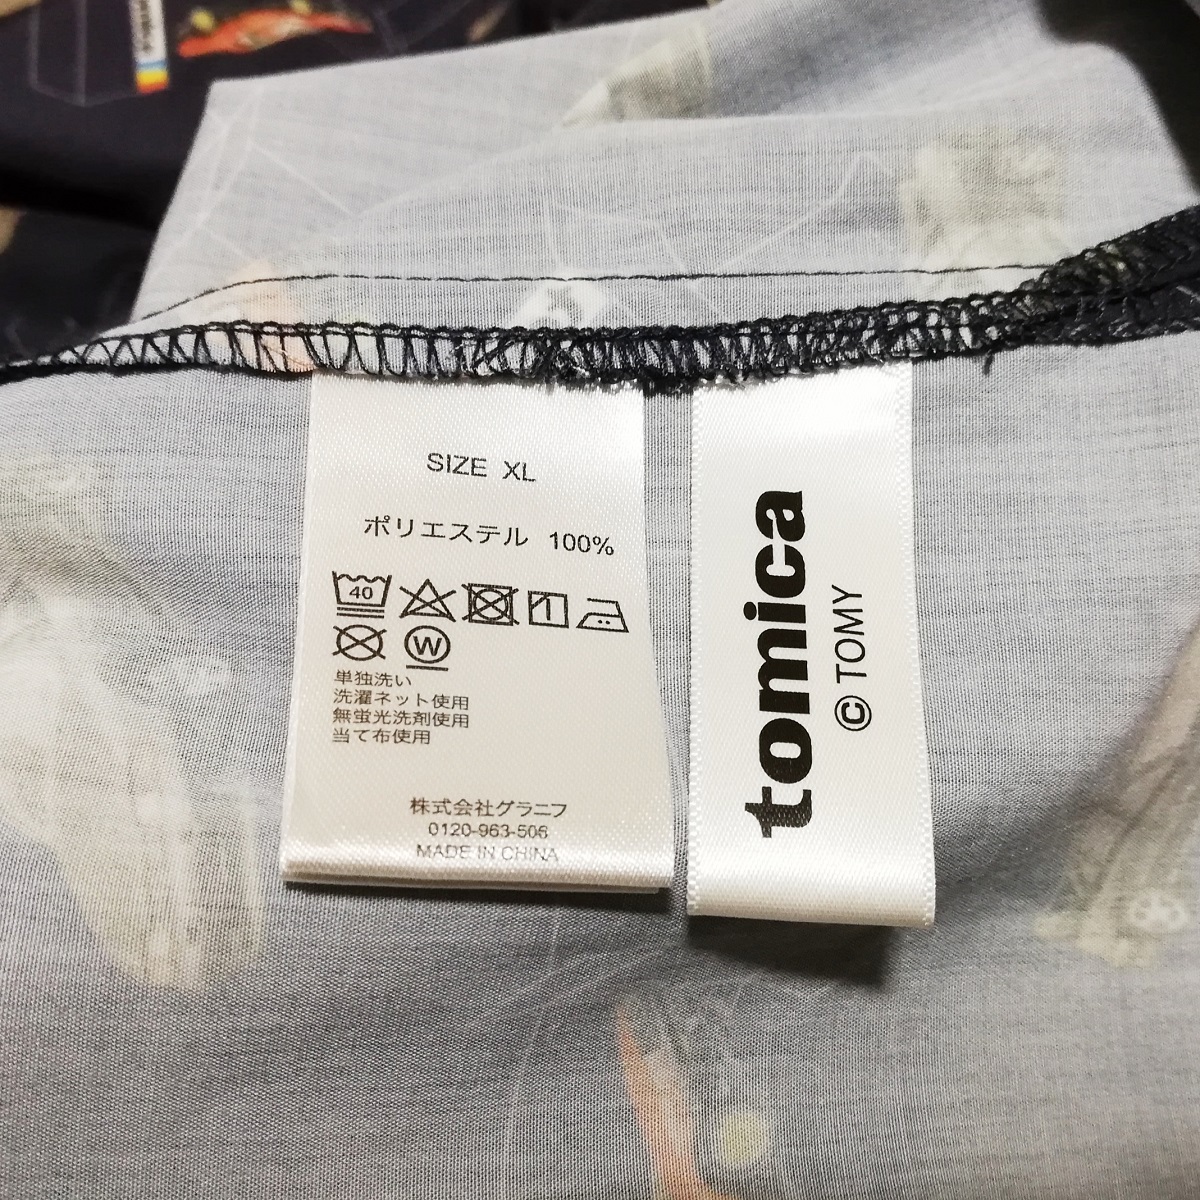 SIZE XL
ポリエステル 100%
40
W
単独洗い
洗濯ネット使用
無蛍光洗剤使用
当て布使用
株式会社グラニフ
0120-963-506
MADE IN CHINA
tomica
© TOMY